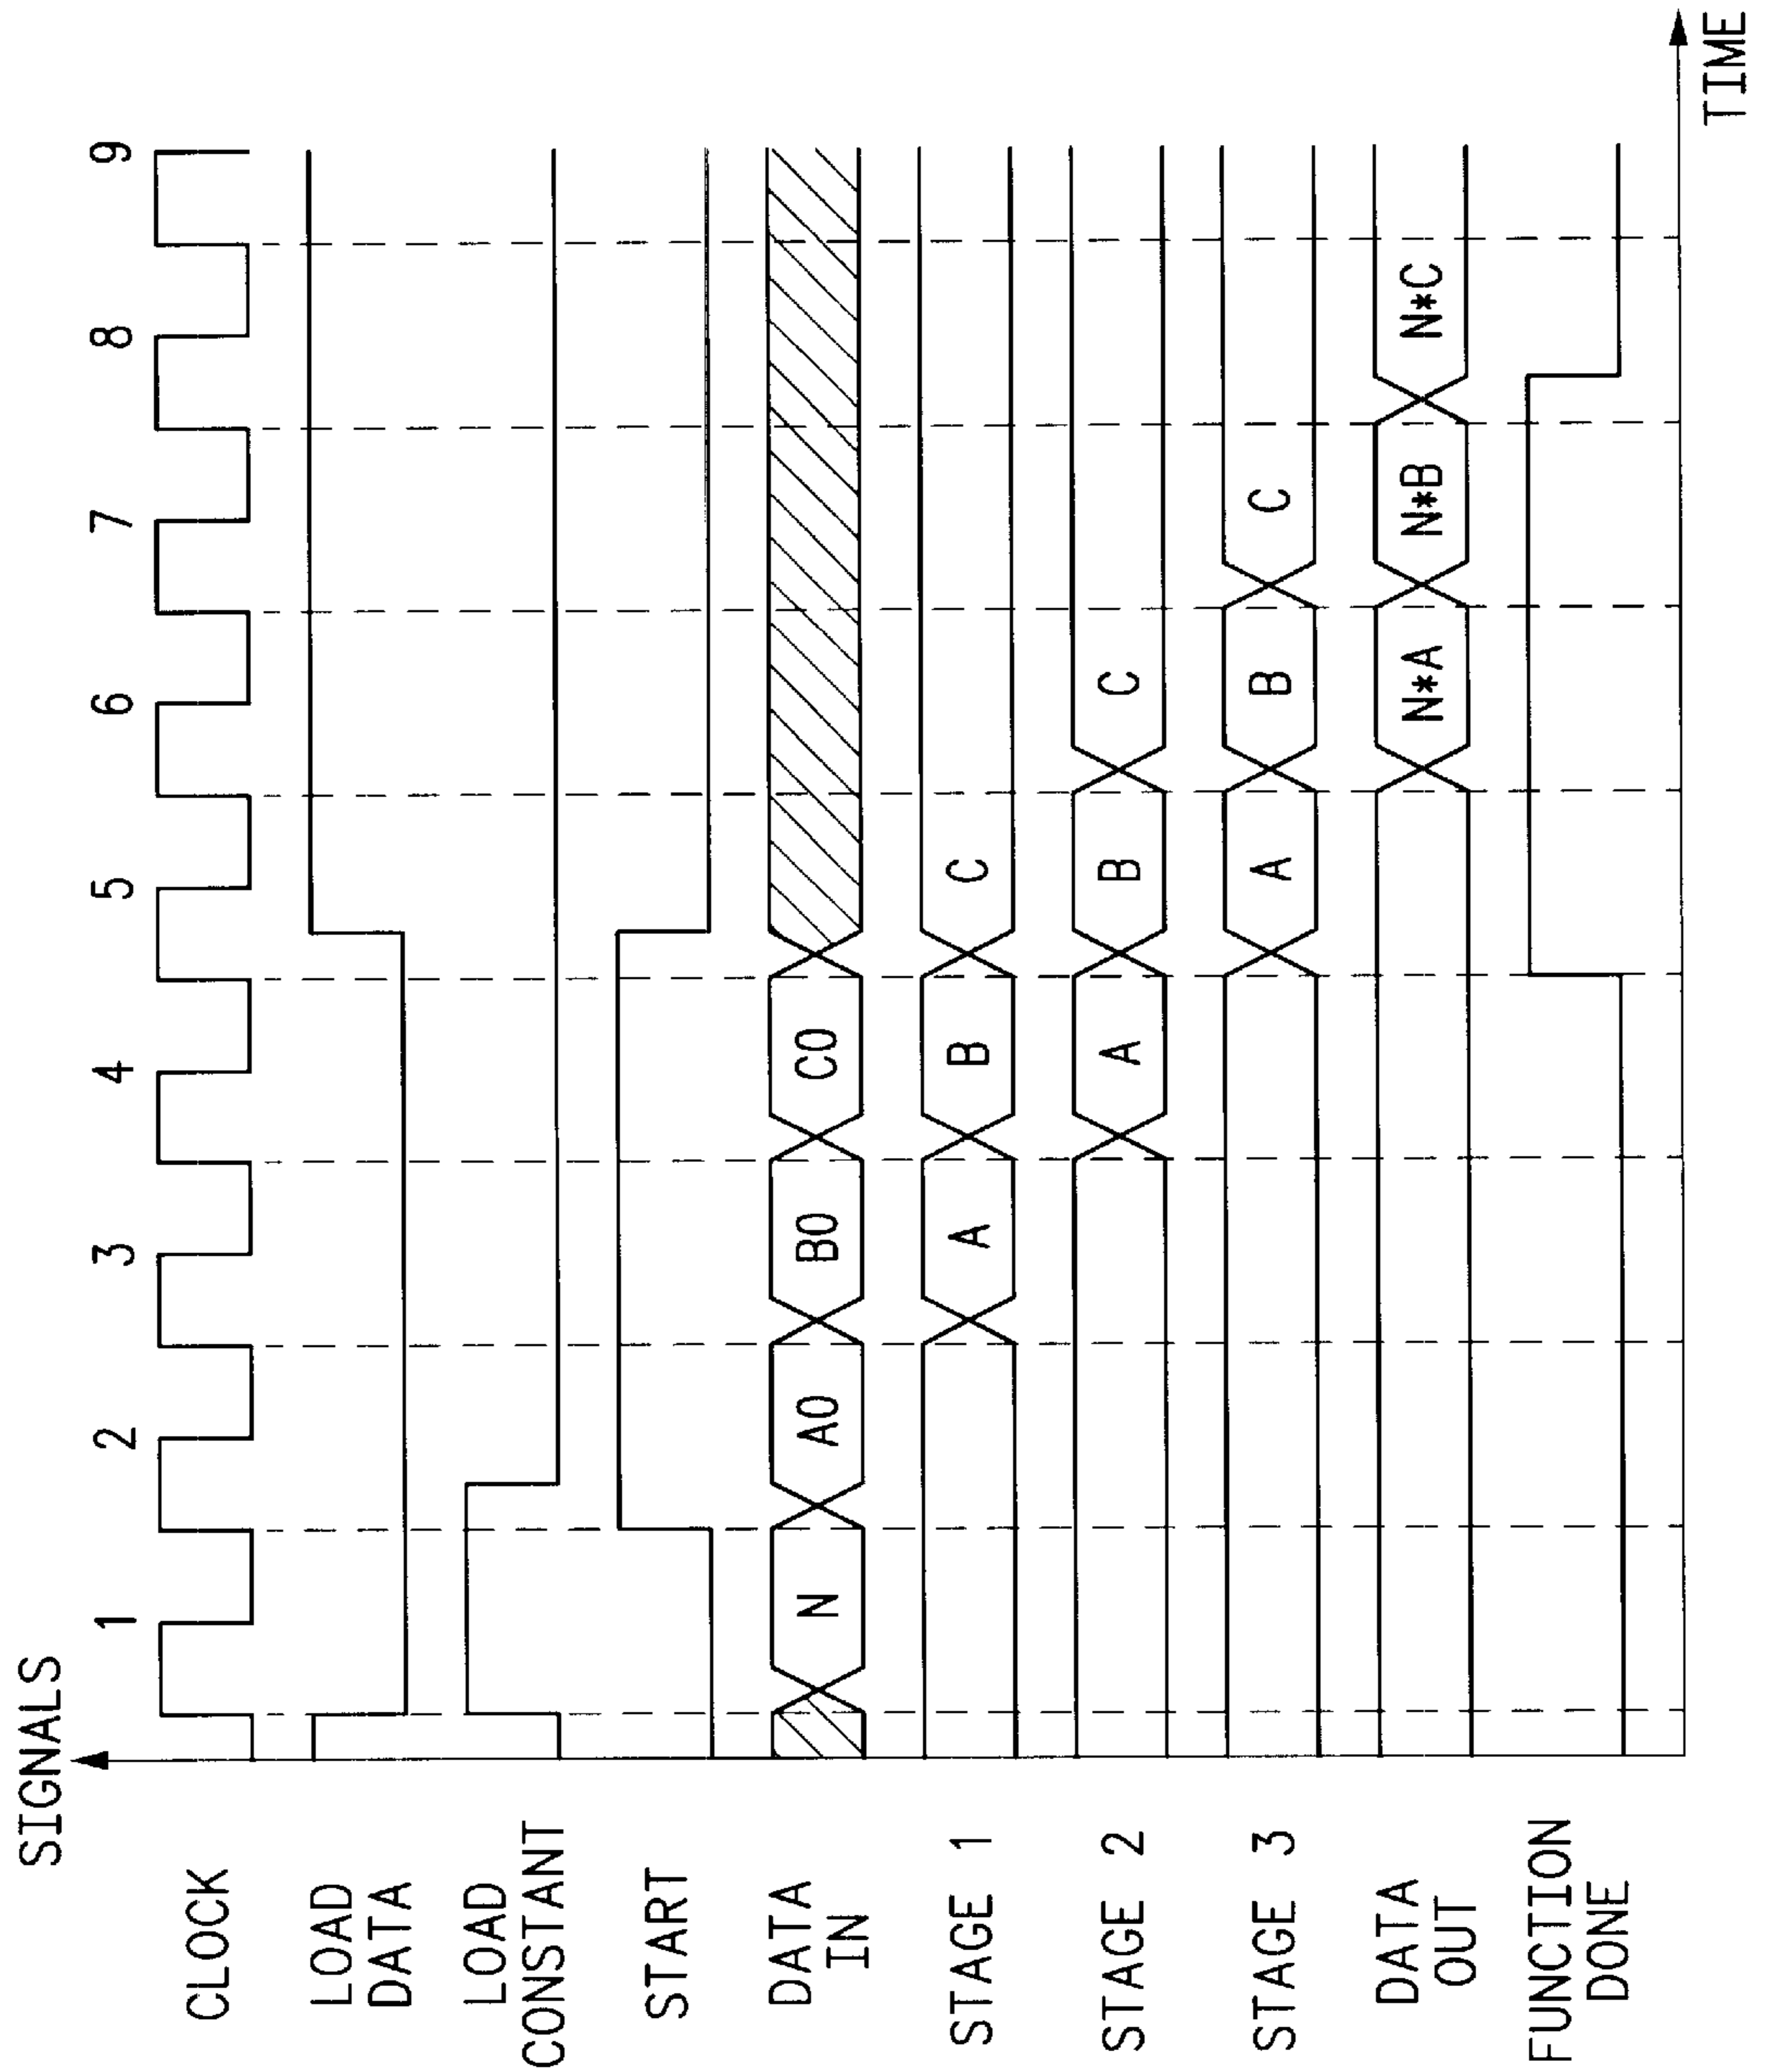 SIGNALS
1 2 3 4 5 6 7 8 9
CLOCK
LOAD
DATA
LOAD
CONSTANT
START
DATA
IN
N A0 B0 C0
STAGE 1
A B C
STAGE 2
A B C
STAGE 3
A B C
DATA
OUT
N*A N*B N*C
FUNCTION
DONE
TIME